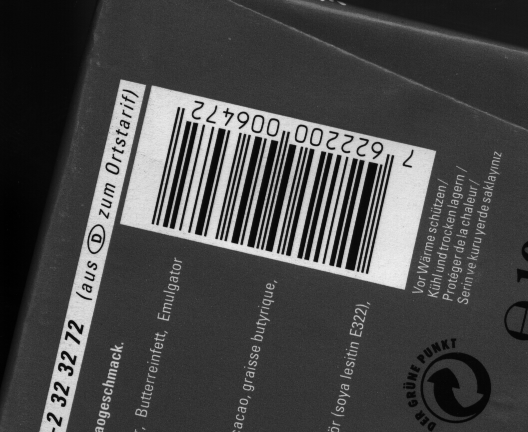 -2 32 32 72 (aus D zum Ortstarif)
7 622200 006472
Vor Wärme schützen/
Kühl und trocken lagern /
Protéger de la chaleur /
Serin ve kuru yerde saklayınız
aogeschmack.
, Butterreinfett, Emulgator
cacao, graisse butyrique,
ör (soya lesitin E322),
DER GRÜNE PUNKT